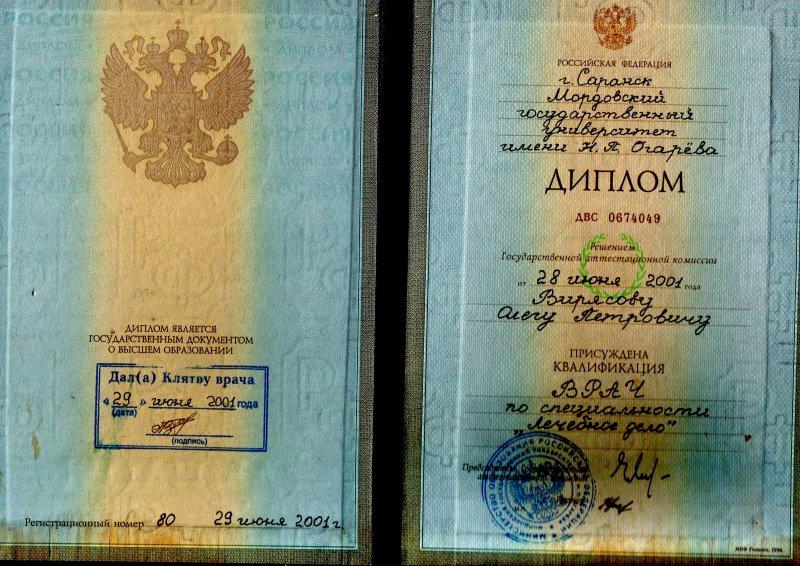 ДИПЛОМ ЯВЛЯЕТСЯ
ГОСУДАРСТВЕННЫМ ДОКУМЕНТОМ
О ВЫСШЕМ ОБРАЗОВАНИИ
Дал(а) Клятву врача
«29» июня 2001 года
(дата)
(подпись)
Регистрационный номер 80 29 июня 2001 г.
РОССИЙСКАЯ ФЕДЕРАЦИЯ
г. Саранск
Мордовский
государственный
университет
имени Н. П. Огарёва
ДИПЛОМ
ДВС 0674049
Решением
Государственной аттестационной комиссии
от 28 июня 2001 года
Вирясову
Олегу Петровичу
ПРИСУЖДЕНА
КВАЛИФИКАЦИЯ
ВРАЧ
по специальности
„Лечебное дело"